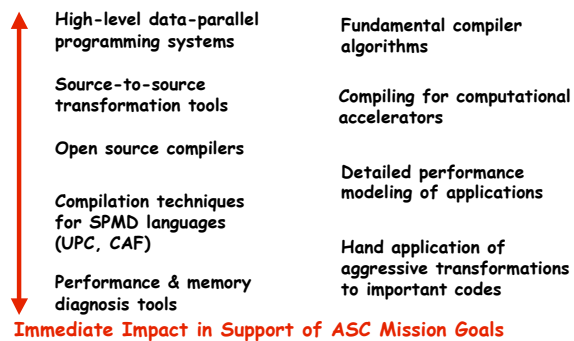 High-level data-parallel
programming systems
Source-to-source
transformation tools
Open source compilers
Compilation techniques
for SPMD languages
(UPC, CAF)
Performance & memory
diagnosis tools
Fundamental compiler
algorithms
Compiling for computational
accelerators
Detailed performance
modeling of applications
Hand application of
aggressive transformations
to important codes
Immediate Impact in Support of ASC Mission Goals